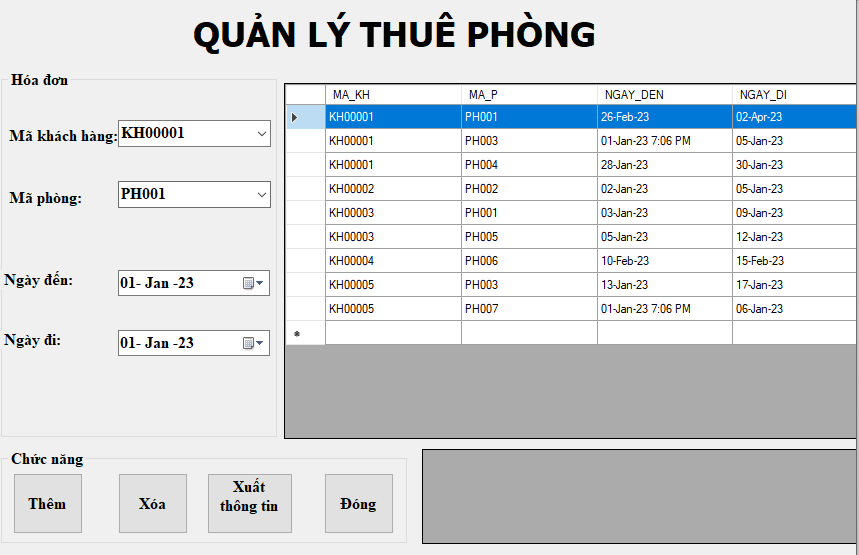 QUẢN LÝ THUÊ PHÒNG
Hóa đơn
Mã khách hàng: KH00001
Mã phòng: PH001
Ngày đến: 01- Jan -23
Ngày đi: 01- Jan -23
MA_KH MA_P NGAY_DEN NGAY_DI
KH00001 PH001 26-Feb-23 02-Apr-23
KH00001 PH003 01-Jan-23 7:06 PM 05-Jan-23
KH00001 PH004 28-Jan-23 30-Jan-23
KH00002 PH002 02-Jan-23 05-Jan-23
KH00003 PH001 03-Jan-23 09-Jan-23
KH00003 PH005 05-Jan-23 12-Jan-23
KH00004 PH006 10-Feb-23 15-Feb-23
KH00005 PH003 13-Jan-23 17-Jan-23
KH00005 PH007 01-Jan-23 7:06 PM 06-Jan-23
Chức năng
Thêm
Xóa
Xuất
thông tin
Đóng